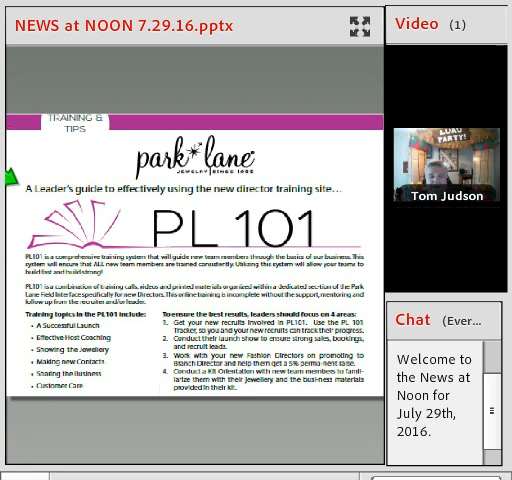 NEWS at NOON 7.29.16.pptx
Video (1)
TRAINING &
TIPS
park lane
JEWELRY | SINCE 1955
LUAU
PARTY!
Tom Judson
A Leader's guide to effectively using the new director training site...
PL 101
PL101 is a comprehensive training system that will guide new team members through the basics of our business. This
system will ensure that ALL new team members are trained consistently. Utilizing this system will allow your teams to
build fast and build strong!
PL101 is a combination of training calls, videos and printed materials organized within a dedicated section of the Park
Lane Field Interface specifically for new Directors. This online training is incomplete without the support, mentoring and
follow up from the recruiter and/or leader.
Training topics in the PL101 include:
• A Successful Launch
• Effective Host Coaching
• Showing the Jewellery
• Making new Contacts
• Sharing the Business
• Customer Care
To ensure the best results, leaders should focus on 4 areas:
1. Get your new recruits involved in PL101. Use the PL 101
Tracker, so you and your new recruits can track their progress.
2. Conduct their launch show to ensure strong sales, bookings,
and recruit leads.
3. Work with your new Fashion Directors on promoting to
Branch Director and help them get a 5% permanent raise.
4. Conduct a Kit Orientation with new team members to famil-
iarize them with their jewellery and the business materials
provided in their kit.
Chat (Ever...
Welcome to
the News at
Noon for
July 29th,
2016.